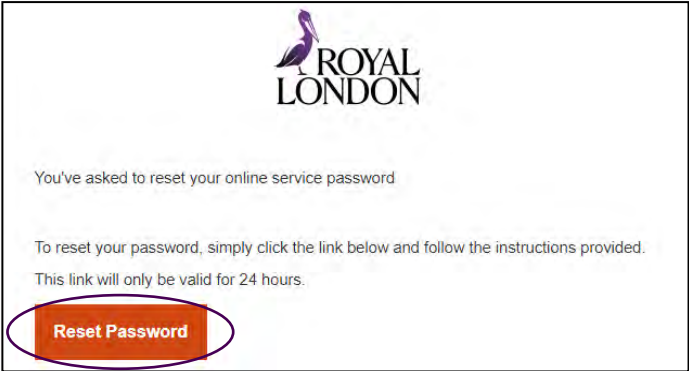 ROYAL
LONDON
You've asked to reset your online service password
To reset your password, simply click the link below and follow the instructions provided.
This link will only be valid for 24 hours.
Reset Password